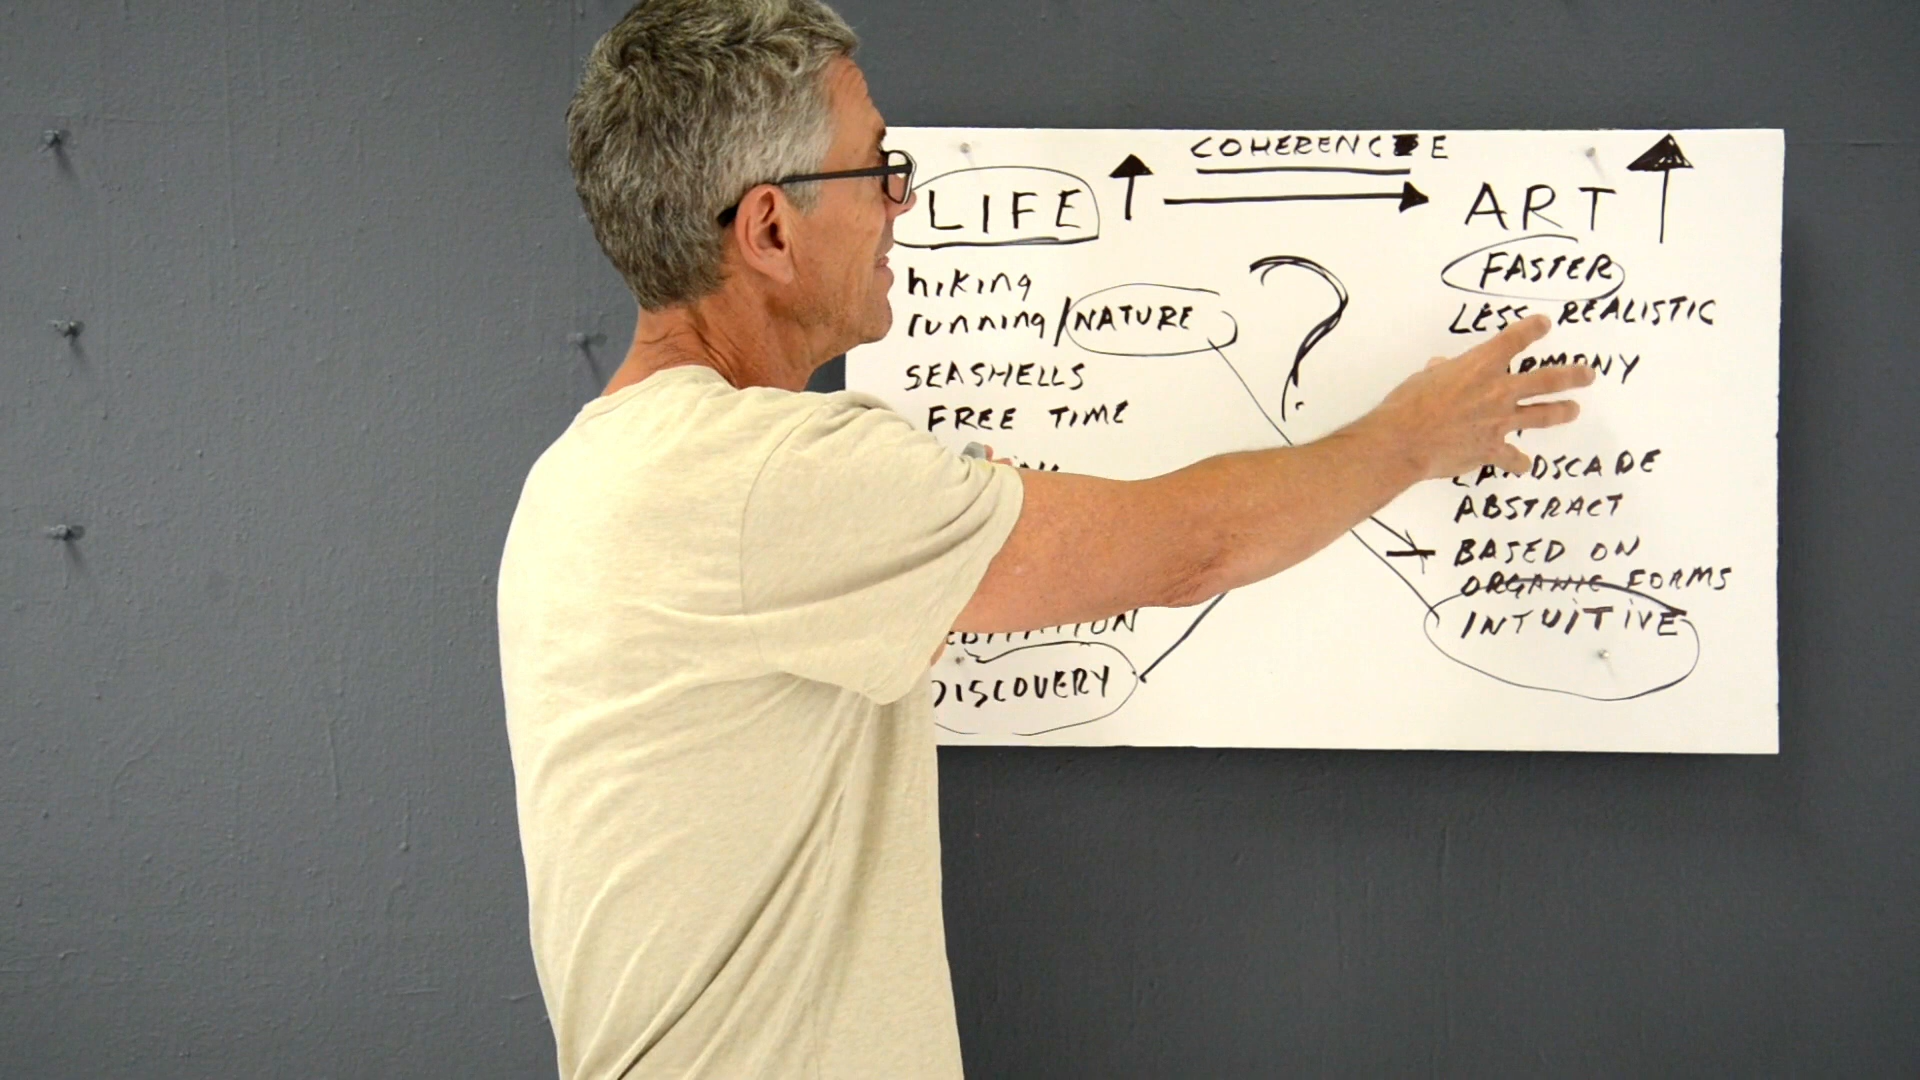 COHERENCE
LIFE
hiking
running/NATURE
SEASHELLS
FREE TIME
DISCOVERY
?
ART
FASTER
LESS REALISTIC
LANDSCADE
ABSTRACT
BASED ON
ORGANIC FORMS
INTUITIVE